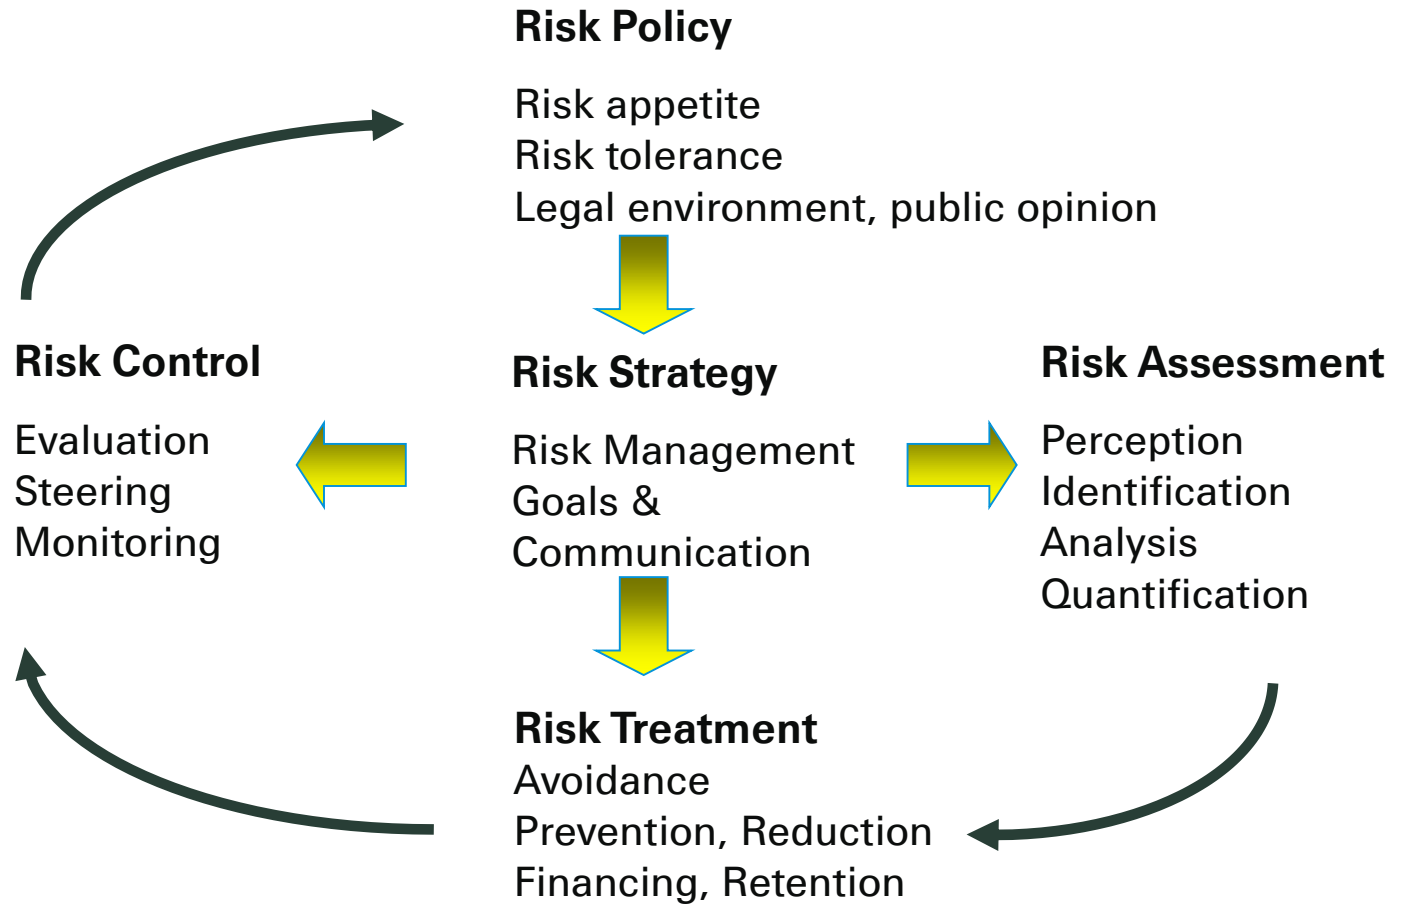 Risk Policy
Risk appetite
Risk tolerance
Legal environment, public opinion
Risk Control
Evaluation
Steering
Monitoring
Risk Strategy
Risk Management
Goals &
Communication
Risk Assessment
Perception
Identification
Analysis
Quantification
Risk Treatment
Avoidance
Prevention, Reduction
Financing, Retention